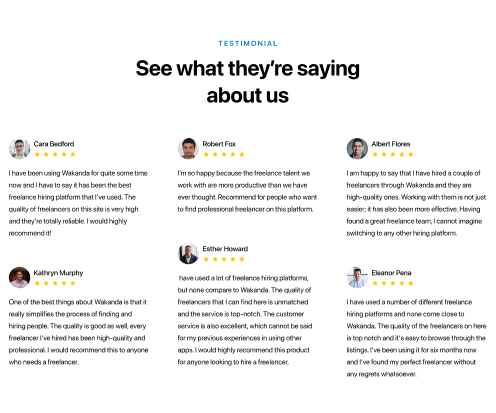 TESTIMONIAL
See what they're saying
about us
Cara Bedford
I have been using Wakanda for quite some time
now and I have to say it has been the best
freelance hiring platform that I've used. The
quality of freelancers on this site is very high
and they're totally reliable. I would highly
recommend it!
Robert Fox
I'm so happy because the freelance talent we
work with are more productive than we have
ever thought. Recommend for people who want
to find professional freelancer on this platform.
Albert Flores
I am happy to say that I have hired a couple of
freelancers through Wakanda and they are
high-quality ones. Working with them is not just
easier; it has also been more effective. Having
found a great freelance team, I cannot imagine
switching to any other hiring platform.
Kathryn Murphy
One of the best things about Wakanda is that it
really simplifies the process of finding and
hiring people. The quality is good as well, every
freelancer I've hired has been high-quality and
professional. I would recommend this to anyone
who needs a freelancer.
Esther Howard
have used a lot of freelance hiring platforms,
but none compare to Wakanda. The quality of
freelancers that I can find here is unmatched
and the service is top-notch. The customer
service is also excellent, which cannot be said
for my previous experiences in using other
apps. I would highly recommend this product
for anyone looking to hire a freelancer.
Eleanor Pena
I have used a number of different freelance
hiring platforms and none come close to
Wakanda. The quality of the freelancers on here
is top notch and it's easy to browse through the
listings. I've been using it for six months now
and I've found my perfect freelancer without
any regrets whatsoever.